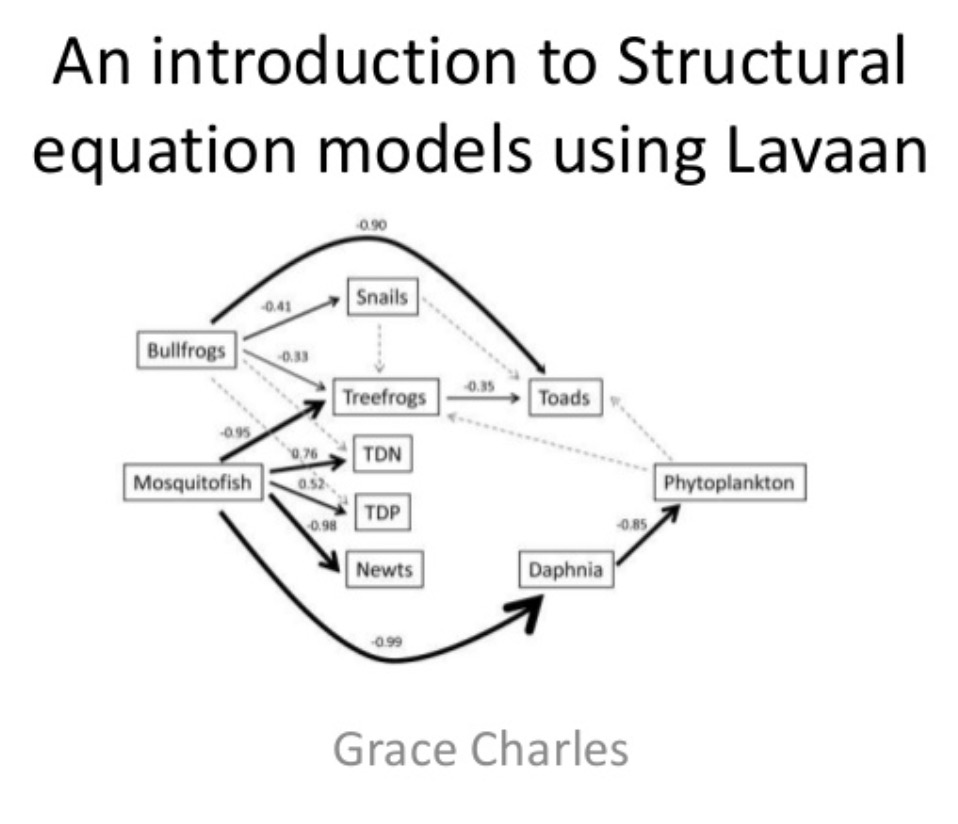 An introduction to Structural
equation models using Lavaan
-0.90
Snails
-0.41
Bullfrogs
-0.33
Treefrogs
-0.35
Toads
-0.95
0.76
TDN
Mosquitofish
0.52
Phytoplankton
TDP
-0.98
-0.85
Newts
Daphnia
-0.99
Grace Charles